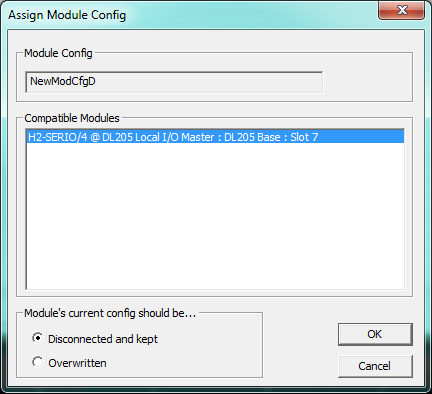 Assign Module Config
Module Config
NewModCfgD
Compatible Modules
H2-SERIO/4 @ DL205 Local I/O Master : DL205 Base : Slot 7
Module's current config should be...
Disconnected and kept
Overwritten
OK
Cancel